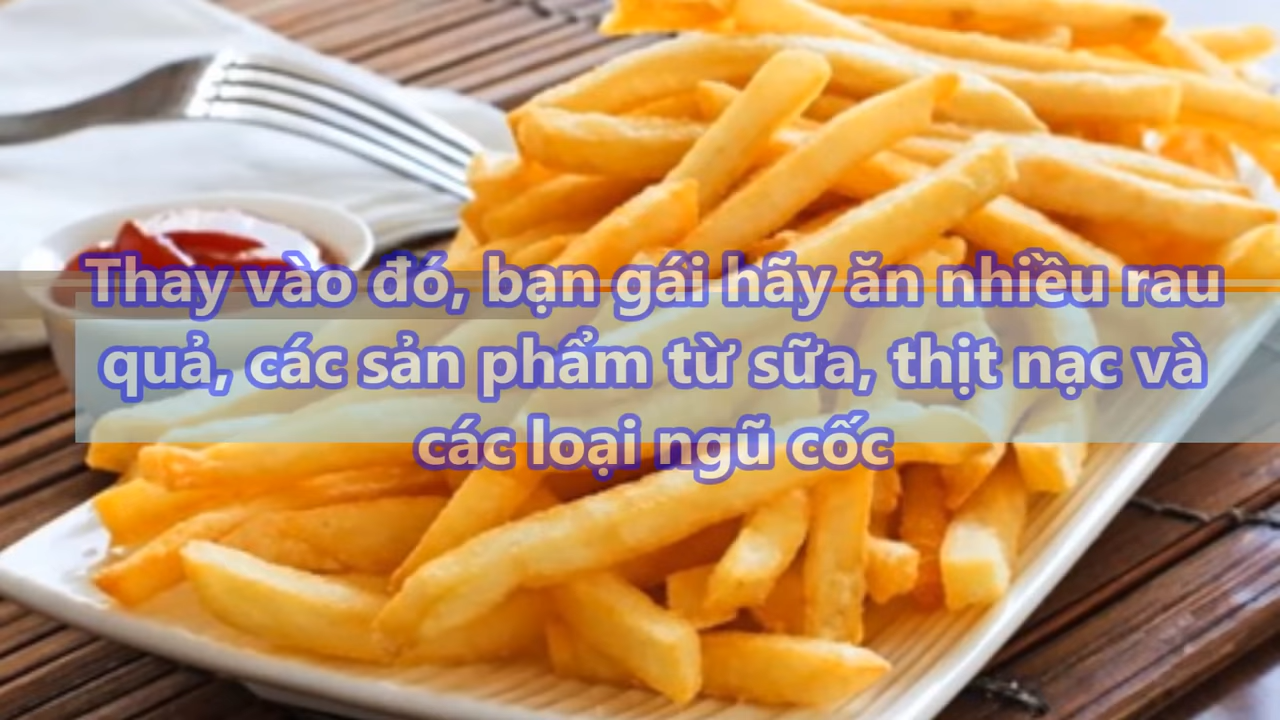 Thay vào đó, bạn gái hãy ăn nhiều rau
quả, các sản phẩm từ sữa, thịt nạc và
các loại ngũ cốc